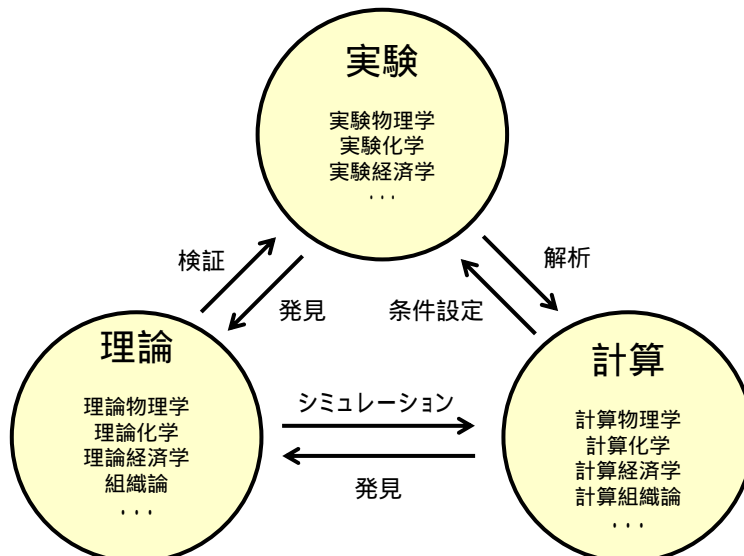 実験
実験物理学
実験化学
実験経済学
...
検証
発見
解析
条件設定
理論
理論物理学
理論化学
理論経済学
組織論
...
シミュレーション
発見
計算
計算物理学
計算化学
計算経済学
計算組織論
...